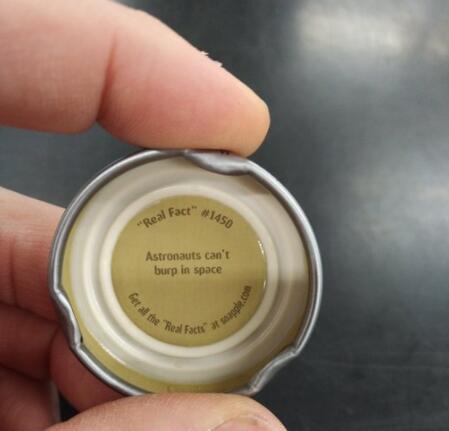 "Real Fact" #1450
Astronauts can't
burp in space
Get all the "Real Facts" at snapple.com